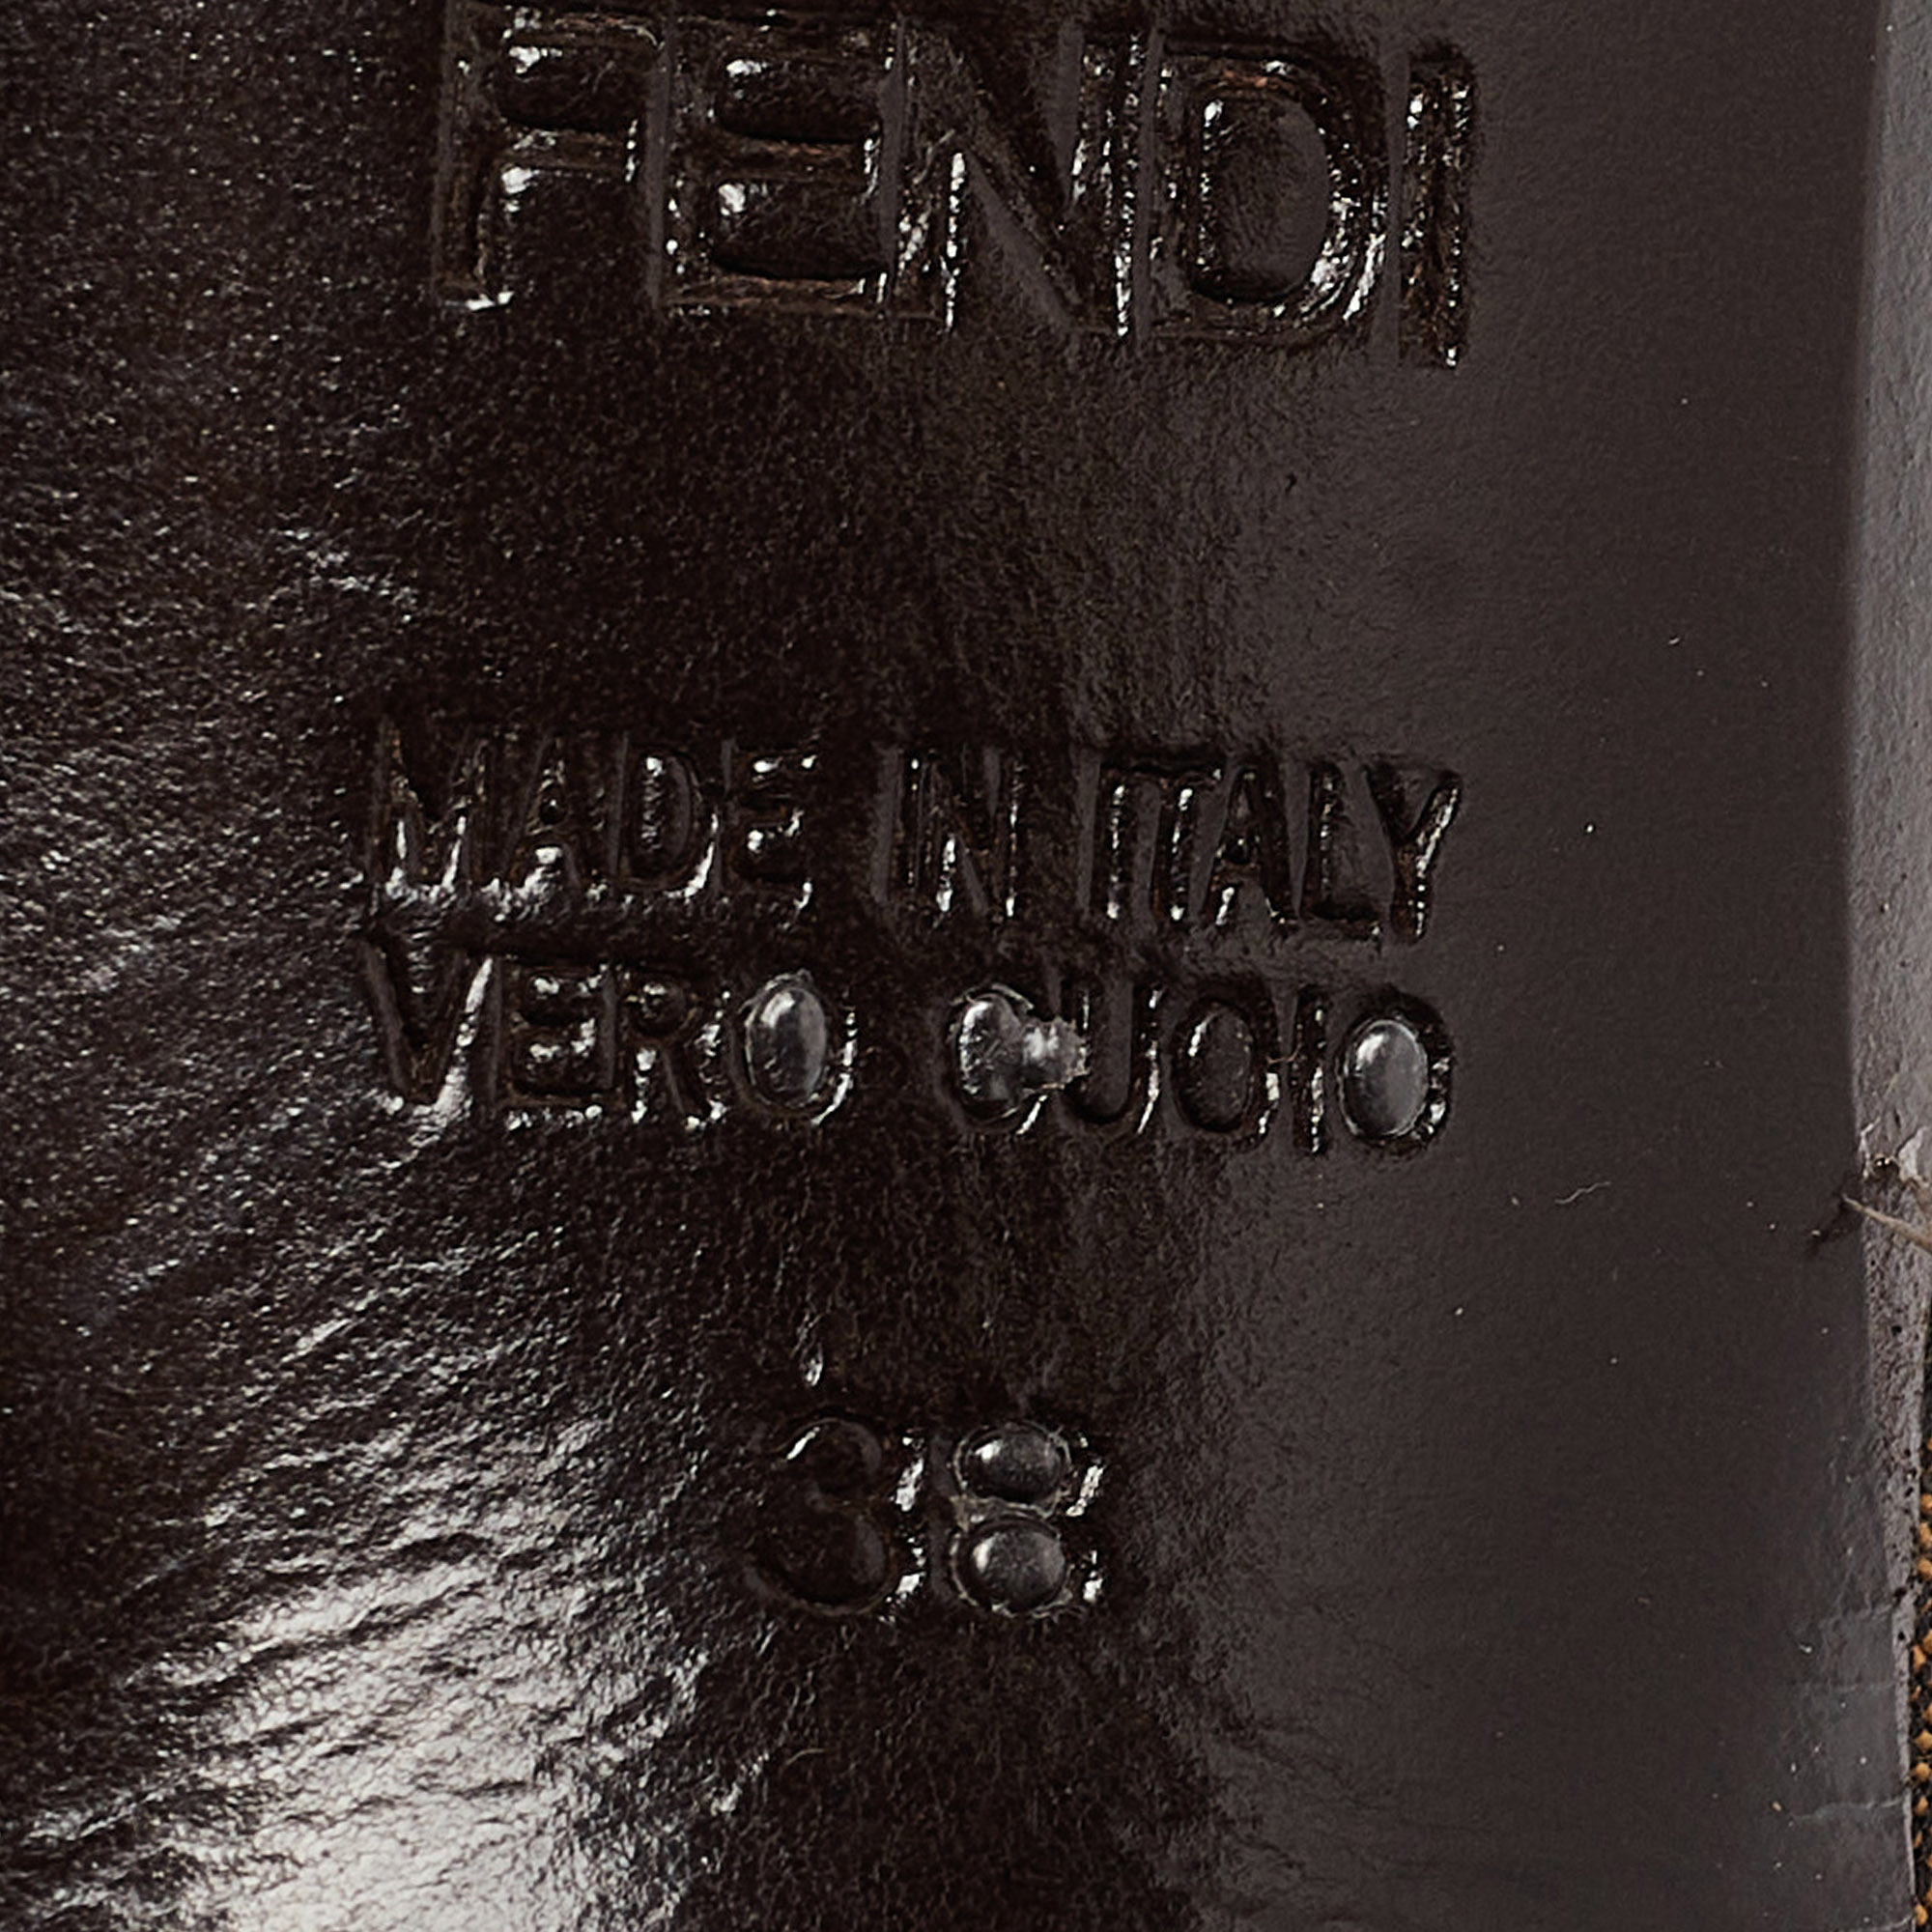 FENDI
MADE IN ITALY
VERO CUOIO
38